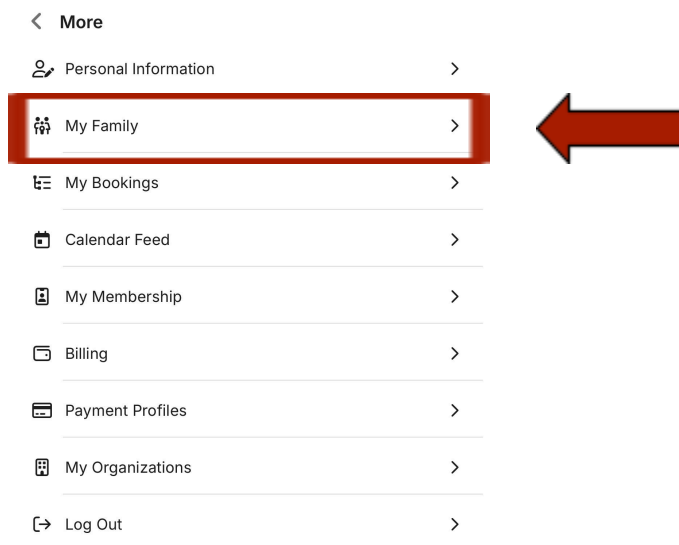 More
Personal Information
My Family
My Bookings
Calendar Feed
My Membership
Billing
Payment Profiles
My Organizations
Log Out